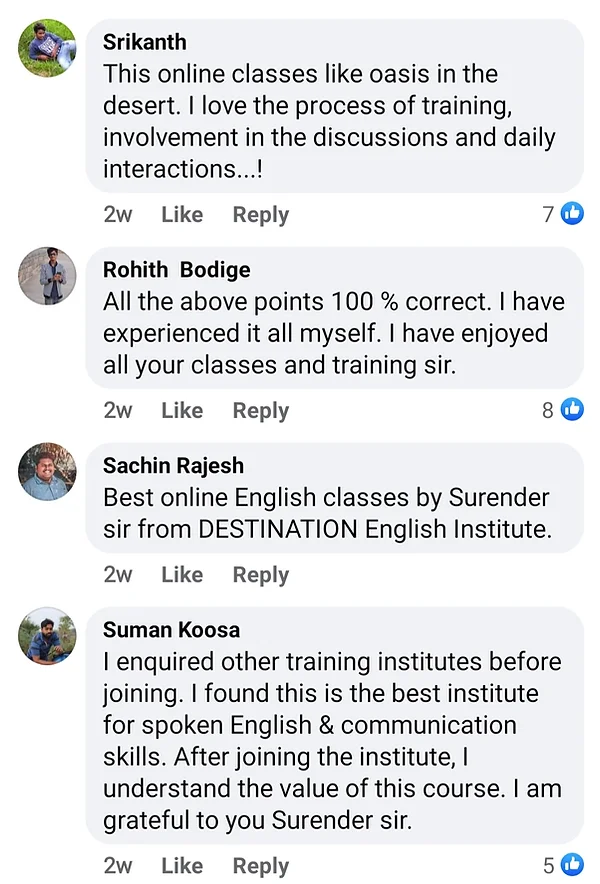 Srikanth
This online classes like oasis in the
desert. I love the process of training,
involvement in the discussions and daily
interactions...!
2w Like Reply 7
Rohith Bodige
All the above points 100 % correct. I have
experienced it all myself. I have enjoyed
all your classes and training sir.
2w Like Reply 8
Sachin Rajesh
Best online English classes by Surender
sir from DESTINATION English Institute.
2w Like Reply
Suman Koosa
I enquired other training institutes before
joining. I found this is the best institute
for spoken English & communication
skills. After joining the institute, I
understand the value of this course. I am
grateful to you Surender sir.
2w Like Reply 5